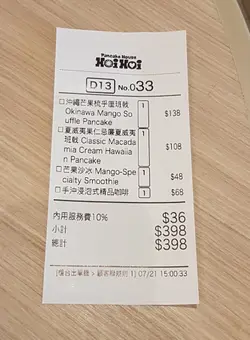 Pancake House
HOiHOi
D13 No.033
□沖繩芒果梳乎厘班戟 1 $138
Okinawa Mango So
uffle Pancake
□夏威夷果仁忌廉夏威夷 1 $108
班戟 Classic Macada
mia Cream Hawaiia
n Pancake
□芒果沙冰 Mango-Spe 1 $48
cialty Smoothie
□手沖浸泡式精品咖啡 1 $68
內用服務費10% $36
小計 $398
總計 $398
1] 07/21 15:00:33